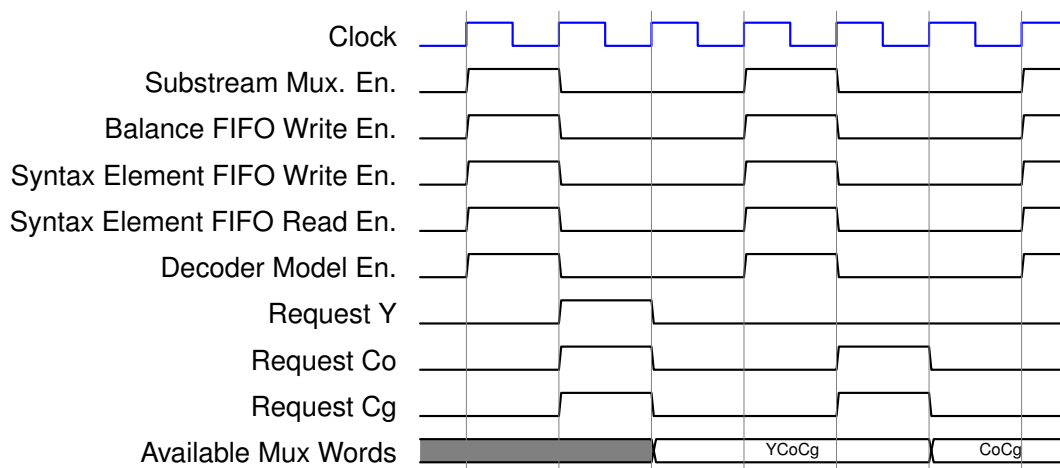 Clock
Substream Mux. En.
Balance FIFO Write En.
Syntax Element FIFO Write En.
Syntax Element FIFO Read En.
Decoder Model En.
Request Y
Request Co
Request Cg
Available Mux Words YCoCg CoCg